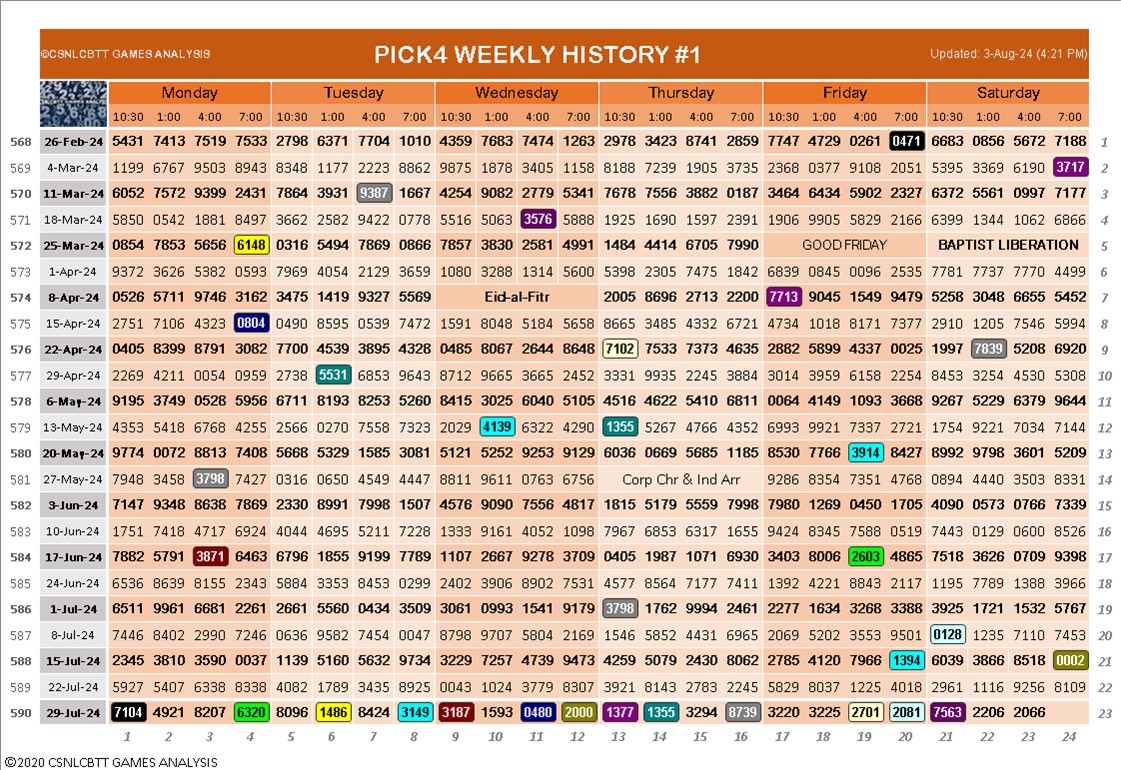 ©CSNLCBTT GAMES ANALYSIS PICK4 WEEKLY HISTORY #1 Updated: 3-Aug-24 (4:21 PM)
Monday Tuesday Wednesday Thursday Friday Saturday
10:30 1:00 4:00 7:00 10:30 1:00 4:00 7:00 10:30 1:00 4:00 7:00 10:30 1:00 4:00 7:00 10:30 1:00 4:00 7:00 10:30 1:00 4:00 7:00
568 26-Feb-24 5431 7413 7519 7533 2798 6371 7704 1010 4359 7683 7474 1263 2978 3423 8741 2859 7747 4729 0261 0471 6683 0856 5672 7188 1
569 4-Mar-24 1199 6767 9503 8943 8348 1177 2223 8862 9875 1878 3405 1158 8188 7239 1905 3735 2368 0377 9108 2051 5395 3369 6190 3717 2
570 11-Mar-24 6052 7572 9399 2431 7864 3931 9387 1667 4254 9082 2779 5341 7678 7556 3882 0187 3464 6434 5902 2327 6372 5561 0997 7177 3
571 18-Mar-24 5850 0542 1881 8497 3662 2582 9422 0778 5516 5063 3576 5888 1925 1690 1597 2391 1906 9905 5829 2166 6399 1344 1062 6866 4
572 25-Mar-24 0854 7853 5656 6148 0316 5494 7869 0866 7857 3830 2581 4991 1484 4414 6705 7990 GOOD FRIDAY BAPTIST LIBERATION 5
573 1-Apr-24 9372 3626 5382 0593 7969 4054 2129 3659 1080 3288 1314 5600 5398 2305 7475 1842 6839 0845 0096 2535 7781 7737 7770 4499 6
574 8-Apr-24 0526 5711 9746 3162 3475 1419 9327 5569 Eid-al-Fitr 2005 8696 2713 2200 7713 9045 1549 9479 5258 3048 6655 5452 7
575 15-Apr-24 2751 7106 4323 0804 0490 8595 0539 7472 1591 8048 5184 5658 8665 3485 4332 6721 4734 1018 8171 7377 2910 1205 7546 5994 8
576 22-Apr-24 0405 8399 8791 3082 7700 4539 3895 4328 0485 8067 2644 8648 7102 7533 7373 4635 2882 5899 4337 0025 1997 7839 5208 6920 9
577 29-Apr-24 2269 4211 0054 0959 2738 5531 6853 9643 8712 9665 3665 2452 3331 9935 2245 3884 3014 3959 6158 2254 8453 3254 4530 5308 10
578 6-May-24 9195 3749 0528 5956 6711 8193 8253 5260 8415 3025 6040 5105 4516 4622 5410 6811 0064 4149 1093 3668 9267 5229 6379 9644 11
579 13-May-24 4353 5418 6768 4255 2566 0270 7558 7323 2029 4139 6322 4290 1355 5267 4766 4352 6993 9921 7337 2721 1754 9221 7034 7144 12
580 20-May-24 9774 0072 8813 7408 5668 5329 1585 3081 5121 5252 9253 9129 6036 0669 5685 1185 8530 7766 3914 8427 8992 9798 3601 5209 13
581 27-May-24 7948 3458 3798 7427 0316 0650 4549 4447 8811 9611 0763 6756 Corp Chr & Ind Arr 9286 8354 7351 4768 0894 4440 3503 8331 14
582 3-Jun-24 7147 9348 8638 7869 2330 8991 7998 1507 4576 9090 7556 4817 1815 5179 5559 7998 7980 1269 0450 1705 4090 0573 0766 7339 15
583 10-Jun-24 1751 7418 4717 6924 4044 4695 5211 7228 1333 9161 4052 1098 7967 6853 6317 1655 9424 8345 7588 0519 7443 0129 0600 8526 16
584 17-Jun-24 7882 5791 3871 6463 6796 1855 9199 7789 1107 2667 9278 3709 0405 1987 1071 6930 3403 8006 2603 4865 7518 3626 0709 9398 17
585 24-Jun-24 6536 8639 8155 2343 5884 3353 8453 0299 2402 3906 8902 7531 4577 8564 7177 7411 1392 4221 8843 2117 1195 7789 1388 3966 18
586 1-Jul-24 6511 9961 6681 2261 2661 5560 0434 3509 3061 0993 1541 9179 3798 1762 9994 2461 2277 1634 3268 3388 3925 1721 1532 5767 19
587 8-Jul-24 7446 8402 2990 7246 0636 9582 7454 0047 8798 9707 5804 2169 1546 5852 4431 6965 2069 5202 3553 9501 0128 1235 7110 7453 20
588 15-Jul-24 2345 3810 3590 0037 1139 5160 5632 9734 3229 7257 4739 9473 4259 5079 2430 8062 2785 4120 7966 1394 6039 3866 8518 0002 21
589 22-Jul-24 5927 5407 6338 8338 4082 1789 3435 8925 0043 1024 3779 8307 3921 8143 2783 2245 5829 8037 1225 4018 2961 1116 9256 8109 22
590 29-Jul-24 7104 4921 8207 6320 8096 1486 8424 3149 3187 1593 0480 2000 1377 1355 3294 8739 3220 3225 2701 2081 7563 2206 2066 23
1 2 3 4 5 6 7 8 9 10 11 12 13 14 15 16 17 18 19 20 21 22 23 24
©2020 CSNLCBTT GAMES ANALYSIS